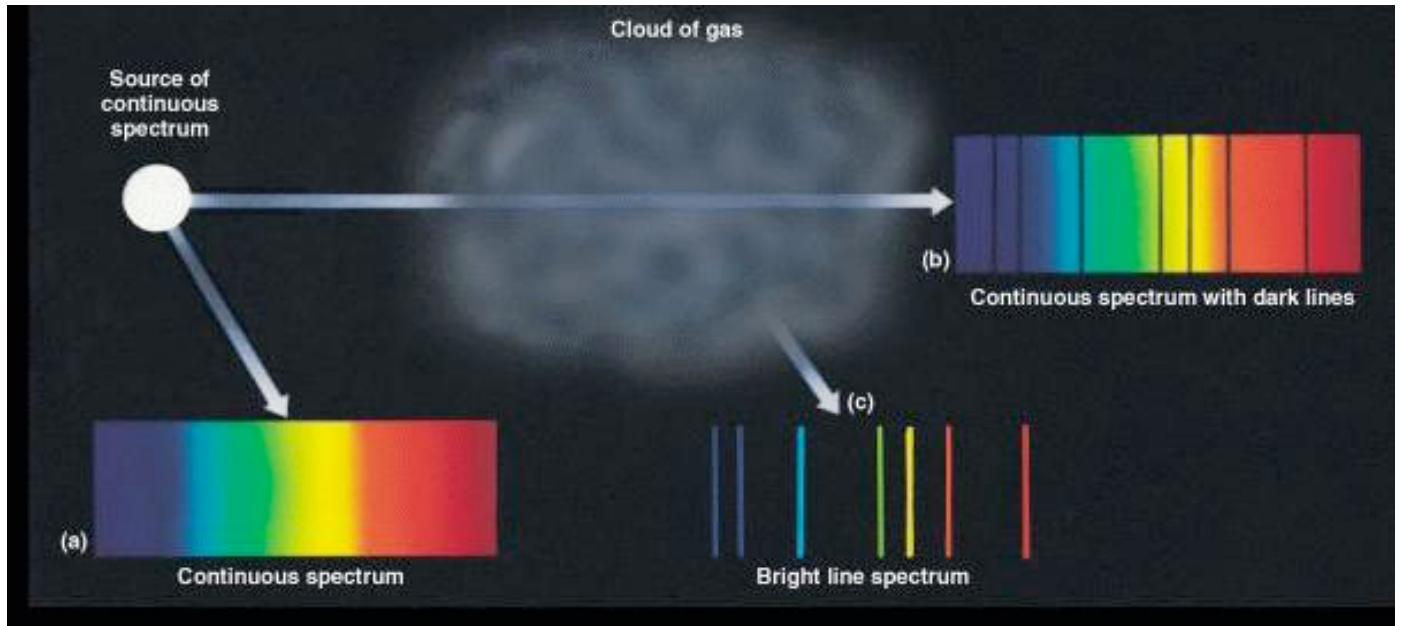 Cloud of gas
Source of
continuous
spectrum
(b)
Continuous spectrum with dark lines
(c)
(a)
Continuous spectrum
Bright line spectrum